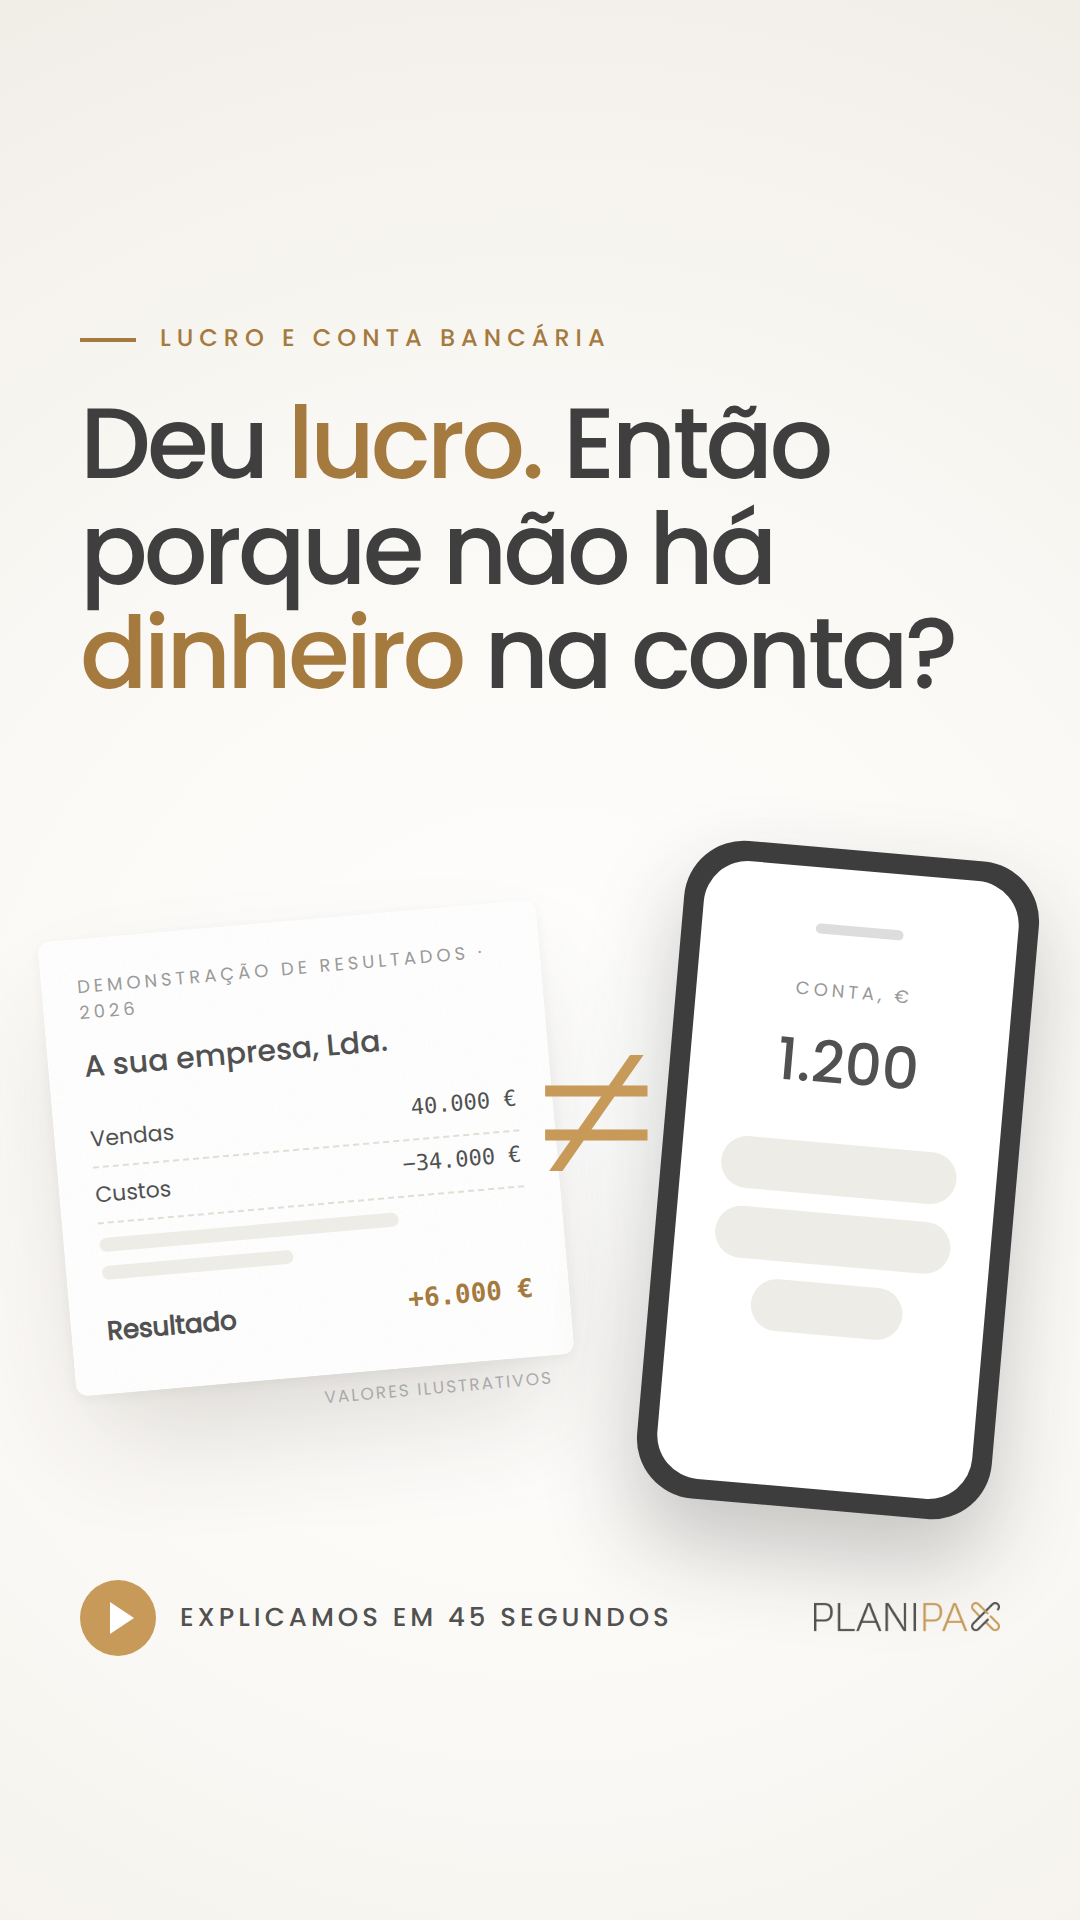 LUCRO E CONTA BANCÁRIA
Deu lucro. Então
porque não há
dinheiro na conta?
DEMONSTRAÇÃO DE RESULTADOS ·
2026
A sua empresa, Lda.
Vendas 40.000 €
Custos −34.000 €
Resultado +6.000 €
VALORES ILUSTRATIVOS
≠
CONTA, €
1.200
EXPLICAMOS EM 45 SEGUNDOS
PLANIPAX